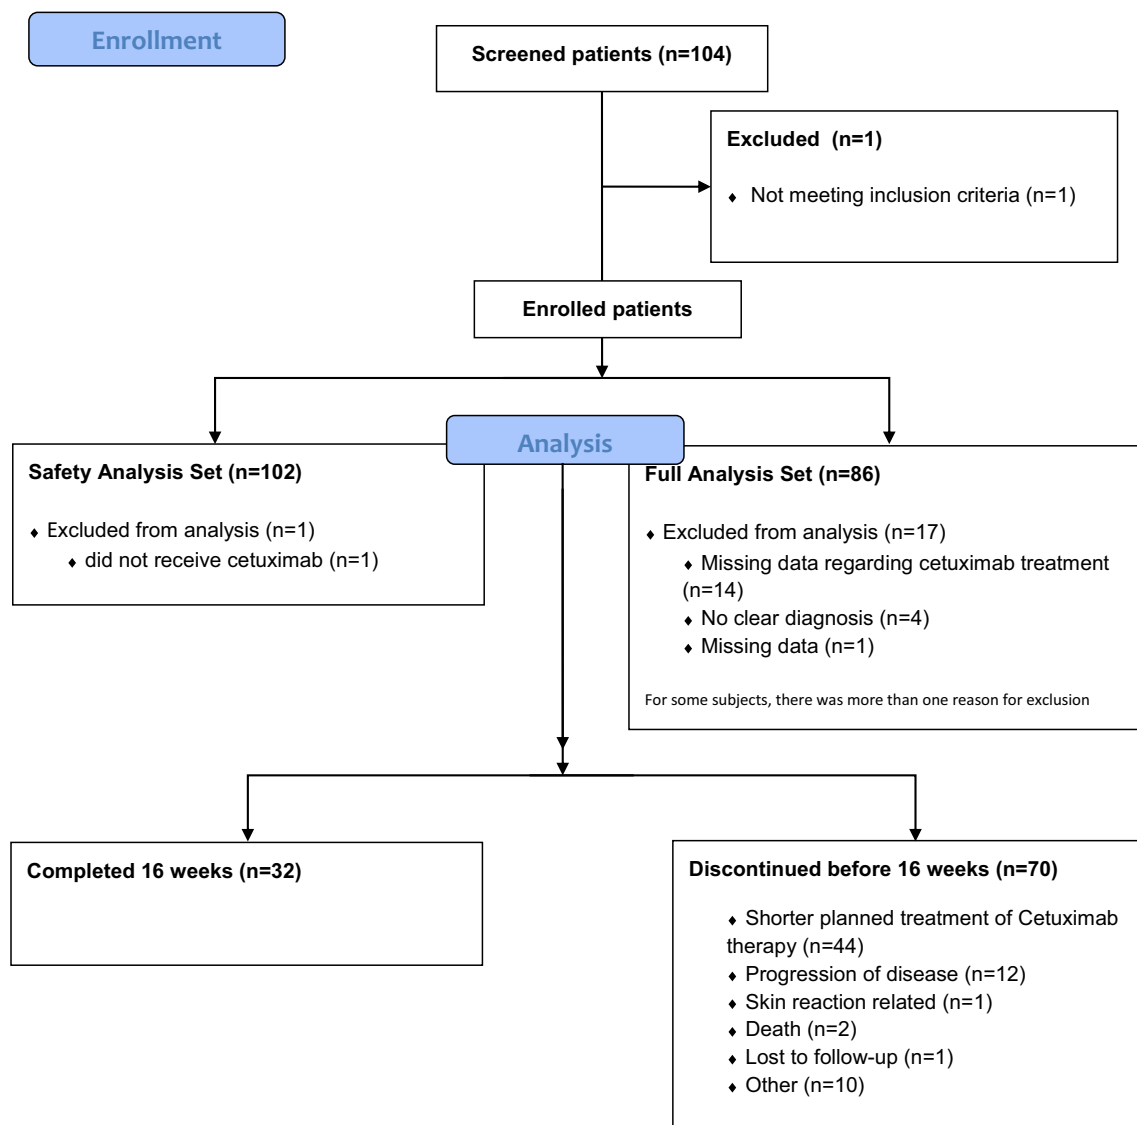 Enrollment
Screened patients (n=104)
Excluded (n=1)
♦ Not meeting inclusion criteria (n=1)
Enrolled patients
Analysis
Safety Analysis Set (n=102)
♦ Excluded from analysis (n=1)
♦ did not receive cetuximab (n=1)
Full Analysis Set (n=86)
♦ Excluded from analysis (n=17)
♦ Missing data regarding cetuximab treatment
(n=14)
♦ No clear diagnosis (n=4)
♦ Missing data (n=1)
For some subjects, there was more than one reason for exclusion
Completed 16 weeks (n=32)
Discontinued before 16 weeks (n=70)
♦ Shorter planned treatment of Cetuximab
therapy (n=44)
♦ Progression of disease (n=12)
♦ Skin reaction related (n=1)
♦ Death (n=2)
♦ Lost to follow-up (n=1)
♦ Other (n=10)